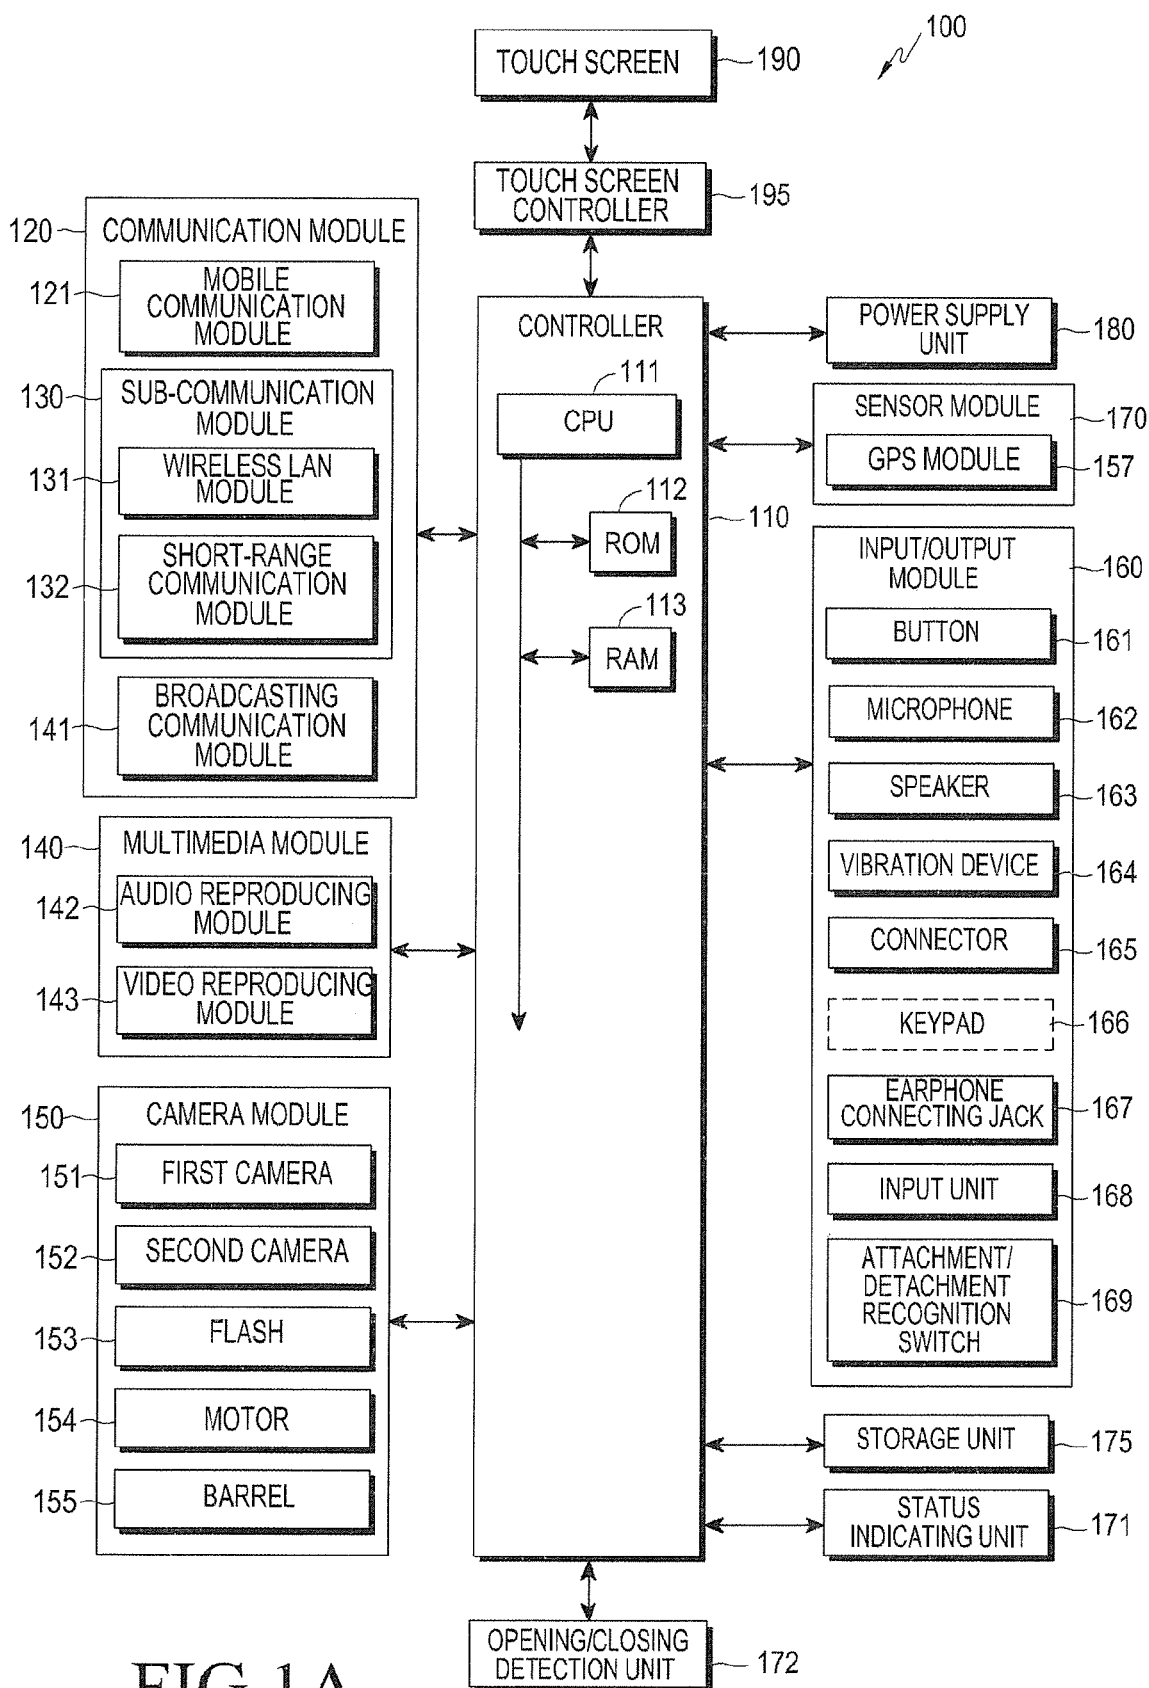 100
TOUCH SCREEN
190
TOUCH SCREEN
CONTROLLER
195
120
COMMUNICATION MODULE
121
MOBILE
COMMUNICATION
MODULE
130
SUB-COMMUNICATION
MODULE
131
WIRELESS LAN
MODULE
132
SHORT-RANGE
COMMUNICATION
MODULE
141
BROADCASTING
COMMUNICATION
MODULE
140
MULTIMEDIA MODULE
142
AUDIO REPRODUCING
MODULE
143
VIDEO REPRODUCING
MODULE
150
CAMERA MODULE
151
FIRST CAMERA
152
SECOND CAMERA
153
FLASH
154
MOTOR
155
BARREL
CONTROLLER
111
CPU
112
ROM
110
113
RAM
POWER SUPPLY
UNIT
180
SENSOR MODULE
170
GPS MODULE
157
INPUT/OUTPUT
MODULE
160
BUTTON
161
MICROPHONE
162
SPEAKER
163
VIBRATION DEVICE
164
CONNECTOR
165
KEYPAD
166
EARPHONE
CONNECTING JACK
167
INPUT UNIT
168
ATTACHMENT/
DETACHMENT
RECOGNITION
SWITCH
169
STORAGE UNIT
175
STATUS
INDICATING UNIT
171
OPENING/CLOSING
DETECTION UNIT
172
FIG.1A